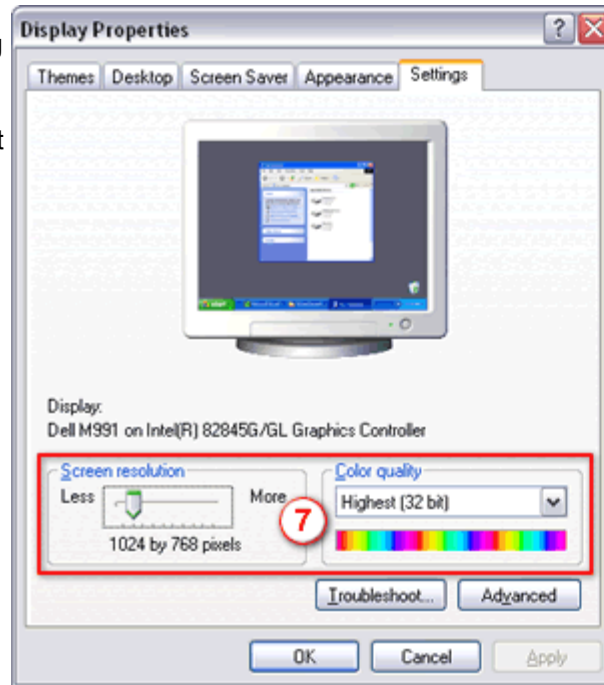 Display Properties
Themes Desktop Screen Saver Appearance Settings
Display:
Dell M991 on Intel(R) 82845G/GL Graphics Controller
Screen resolution
Less More
1024 by 768 pixels
7
Color quality
Highest (32 bit)
Troubleshoot... Advanced
OK Cancel Apply